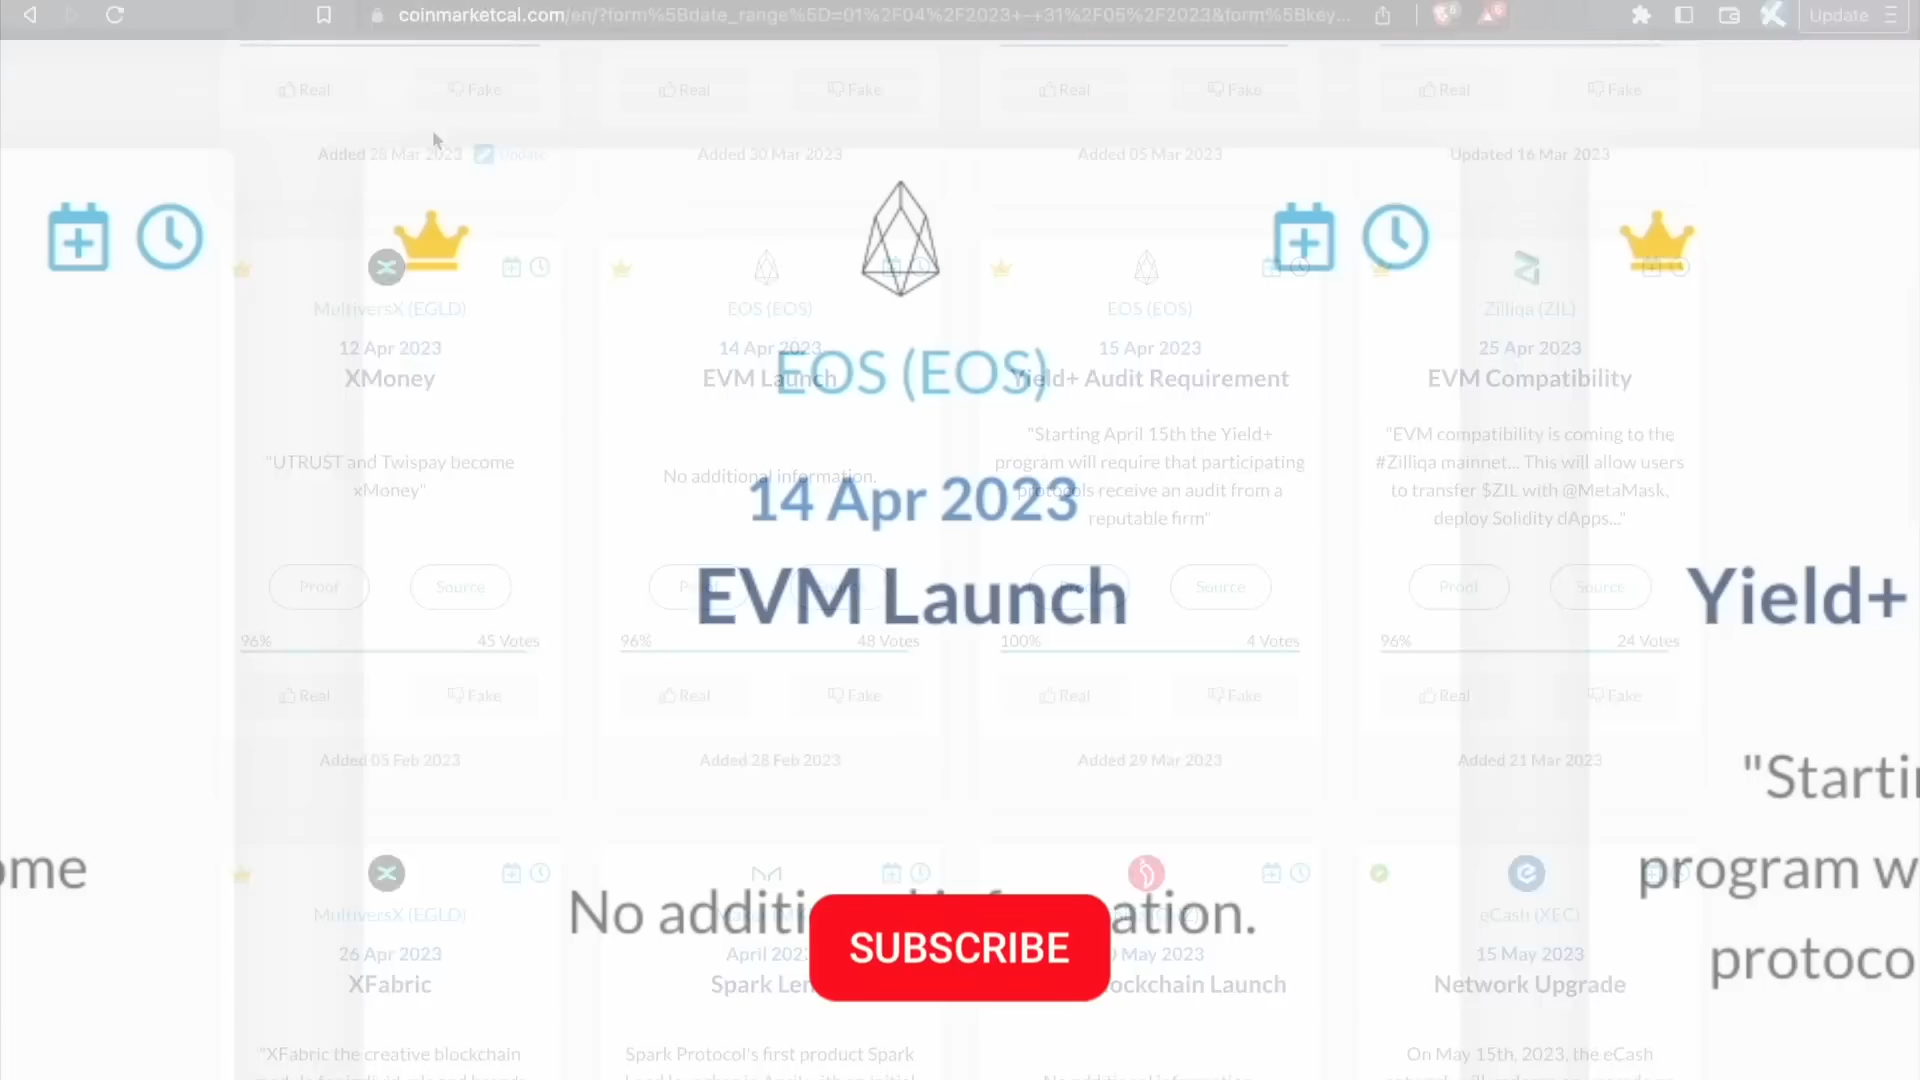 coinmarketcal.com/en/?form%5Bdate_range%5D=01%2F04%2F2023+-+31%2F05%2F2023&form%5Bkey...
Update
Real
Fake
Real
Fake
Real
Fake
Real
Fake
Added 28 Mar 2023
Update
Added 30 Mar 2023
Added 05 Mar 2023
Updated 16 Mar 2023
EOS (EOS)
14 Apr 2023
EVM Launch
SUBSCRIBE
Yield+
"Starti
program w
protoco
ome
MultiversX (EGLD)
12 Apr 2023
XMoney
"UTRUST and Twispay become
xMoney"
Proof
Source
96%
45 Votes
Real
Fake
Added 05 Feb 2023
EOS (EOS)
14 Apr 2023
EVM Launch
No additional information.
96%
48 Votes
Real
Fake
Added 28 Feb 2023
EOS (EOS)
15 Apr 2023
Yield+ Audit Requirement
"Starting April 15th the Yield+
program will require that participating
protocols receive an audit from a
reputable firm"
Source
100%
4 Votes
Real
Fake
Added 29 Mar 2023
Zilliqa (ZIL)
25 Apr 2023
EVM Compatibility
"EVM compatibility is coming to the
#Zilliqa mainnet... This will allow users
to transfer $ZIL with @MetaMask,
deploy Solidity dApps..."
Proof
Source
96%
24 Votes
Real
Fake
Added 21 Mar 2023
MultiversX (EGLD)
26 Apr 2023
XFabric
"XFabric the creative blockchain
April 202
Spark Len
Spark Protocol's first product Spark
May 2023
ockchain Launch
eCash (XEC)
15 May 2023
Network Upgrade
On May 15th, 2023, the eCash